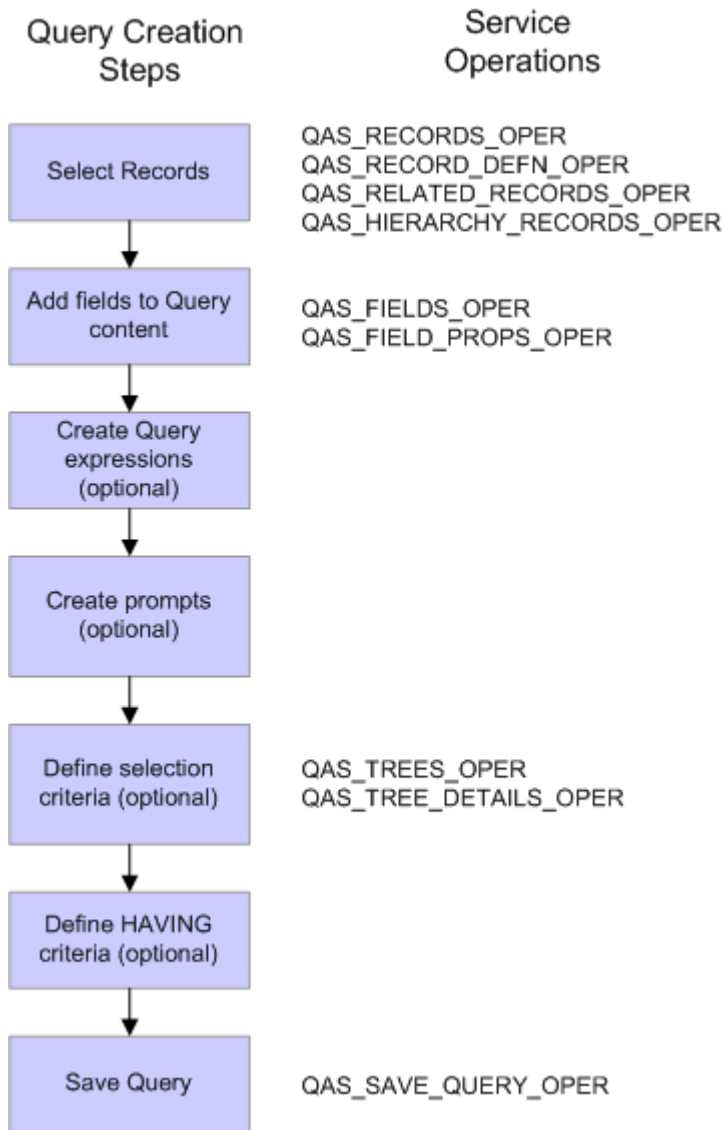 Query Creation
Steps
Service
Operations
Select Records
QAS_RECORDS_OPER
QAS_RECORD_DEFN_OPER
QAS_RELATED_RECORDS_OPER
QAS_HIERARCHY_RECORDS_OPER
Add fields to Query
content
QAS_FIELDS_OPER
QAS_FIELD_PROPS_OPER
Create Query
expressions
(optional)
Create prompts
(optional)
Define selection
criteria (optional)
QAS_TREES_OPER
QAS_TREE_DETAILS_OPER
Define HAVING
criteria (optional)
Save Query
QAS_SAVE_QUERY_OPER